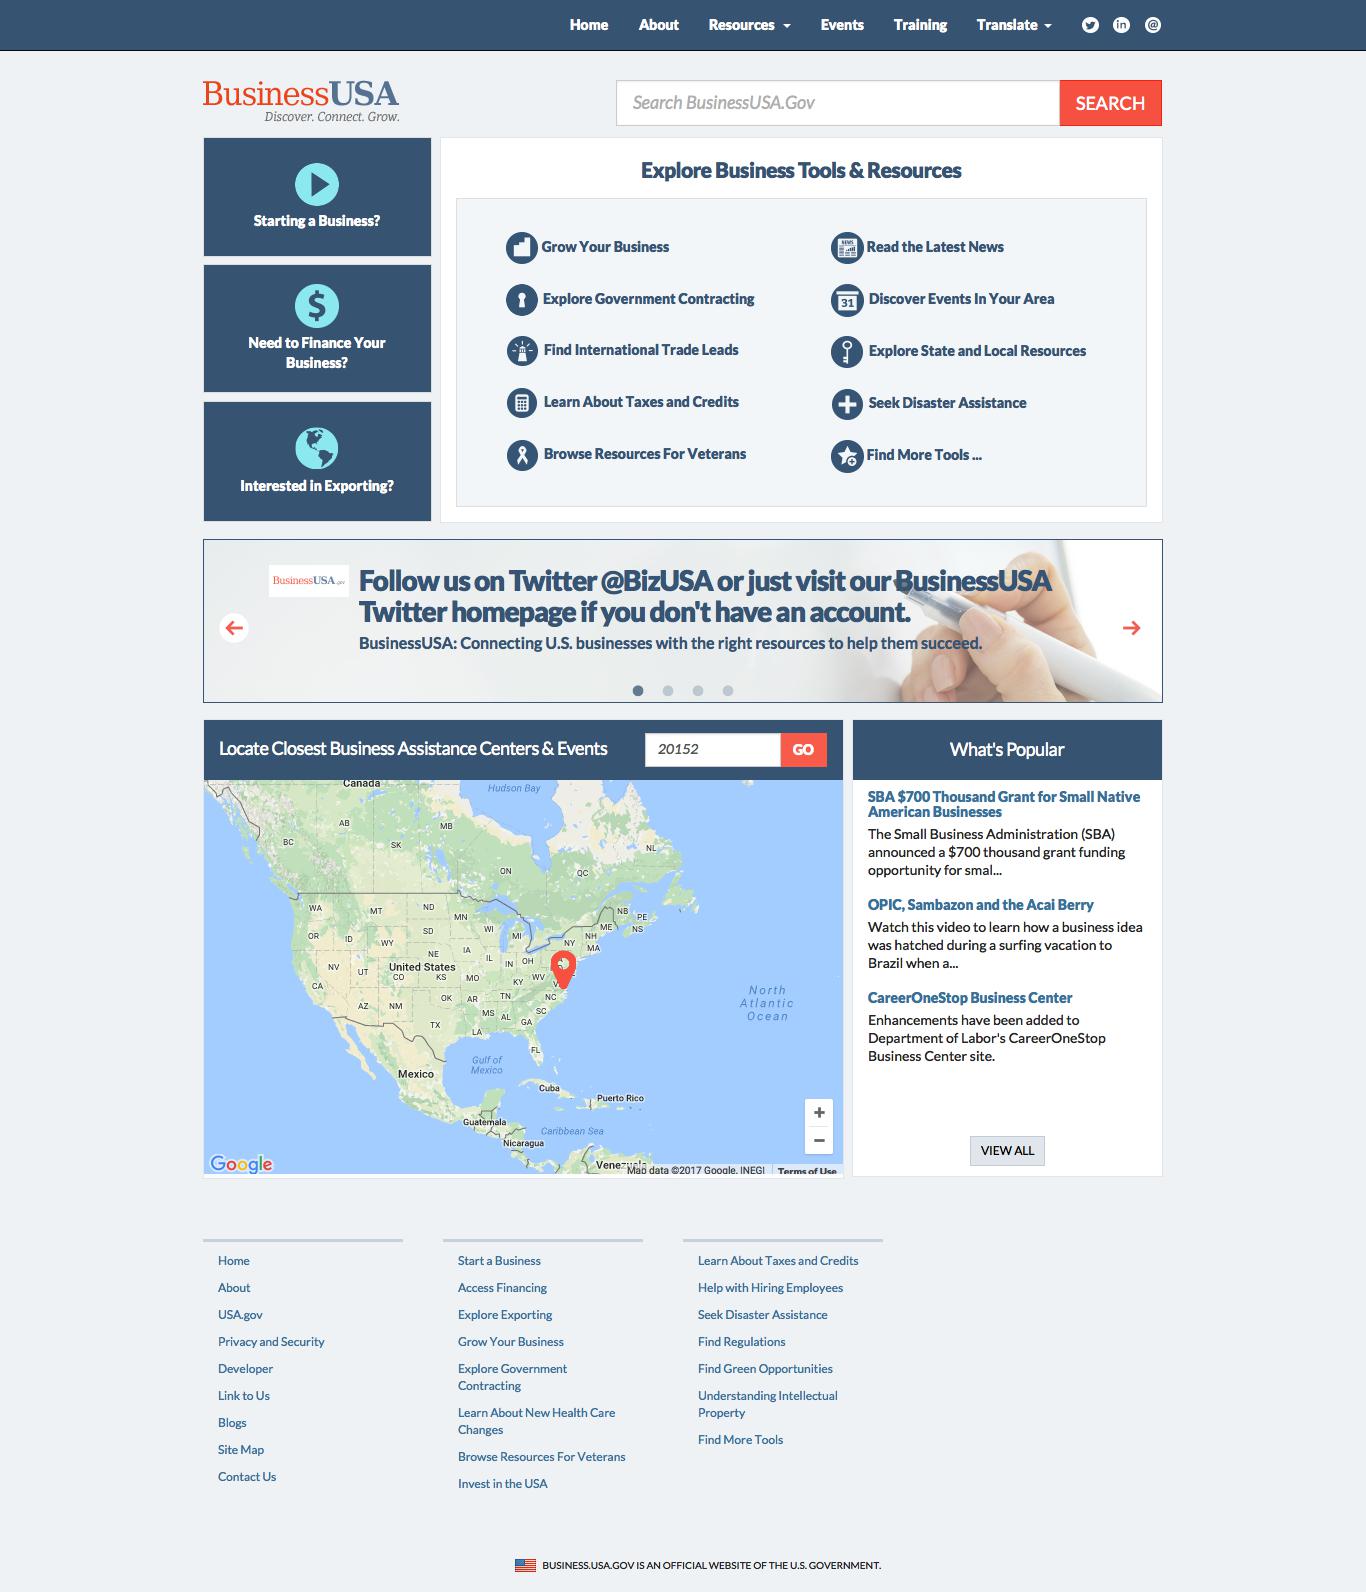 Home About Resources Events Training Translate
BusinessUSA
Discover. Connect. Grow.
Search BusinessUSA.Gov
SEARCH
Starting a Business?
Need to Finance Your
Business?
Interested in Exporting?
Explore Business Tools & Resources
Grow Your Business
Explore Government Contracting
Find International Trade Leads
Learn About Taxes and Credits
Browse Resources For Veterans
NEWS
Read the Latest News
31
Discover Events In Your Area
Explore State and Local Resources
Seek Disaster Assistance
Find More Tools ...
BusinessUSA.gov
Follow us on Twitter @BizUSA or just visit our BusinessUSA
Twitter homepage if you don't have an account.
BusinessUSA: Connecting U.S. businesses with the right resources to help them succeed.
Locate Closest Business Assistance Centers & Events
20152
GO
Canada
Hudson Bay
AB
MB
BC
SK
NL
ON
QC
WA
MT
ND
MN
NB
PE
OR
ID
WY
SD
WI
MI
ME
NS
NH
NY
MA
NV
UT
United States
NE
IA
IL
IN
OH
CO
KS
MO
KY
WV
CA
AZ
NM
OK
AR
TN
NC
SC
MS
AL
GA
TX
LA
FL
North
Atlantic
Ocean
Gulf of
Mexico
Mexico
Cuba
Puerto Rico
Guatemala
Caribbean Sea
Nicaragua
Venezuela
Google
Map data ©2017 Google, INEGI
Terms of Use
What's Popular
SBA $700 Thousand Grant for Small Native
American Businesses
The Small Business Administration (SBA)
announced a $700 thousand grant funding
opportunity for smal...
OPIC, Sambazon and the Acai Berry
Watch this video to learn how a business idea
was hatched during a surfing vacation to
Brazil when a...
CareerOneStop Business Center
Enhancements have been added to
Department of Labor's CareerOneStop
Business Center site.
VIEW ALL
Home
About
USA.gov
Privacy and Security
Developer
Link to Us
Blogs
Site Map
Contact Us
Start a Business
Access Financing
Explore Exporting
Grow Your Business
Explore Government
Contracting
Learn About New Health Care
Changes
Browse Resources For Veterans
Invest in the USA
Learn About Taxes and Credits
Help with Hiring Employees
Seek Disaster Assistance
Find Regulations
Find Green Opportunities
Understanding Intellectual
Property
Find More Tools
BUSINESS.USA.GOV IS AN OFFICIAL WEBSITE OF THE U.S. GOVERNMENT.